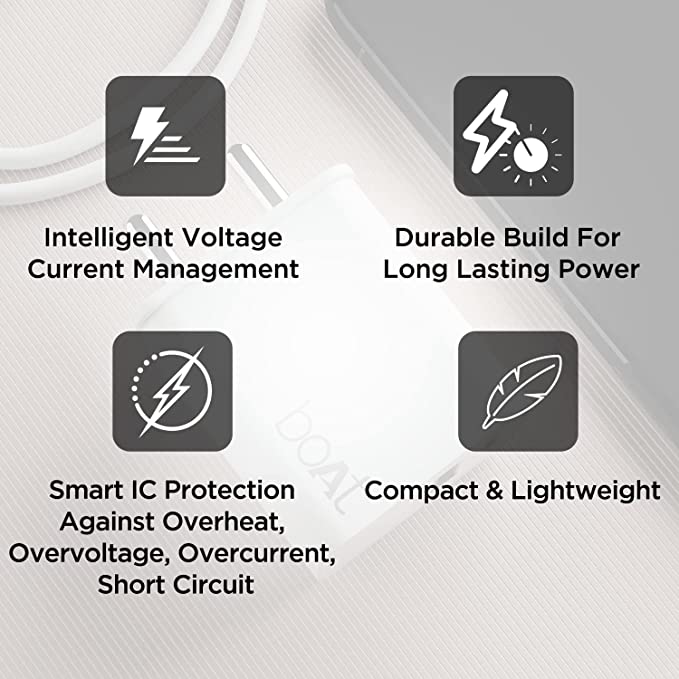 Intelligent Voltage
Current Management
Durable Build For
Long Lasting Power
Smart IC Protection
Against Overheat,
Overvoltage, Overcurrent,
Short Circuit
Compact & Lightweight
boAt